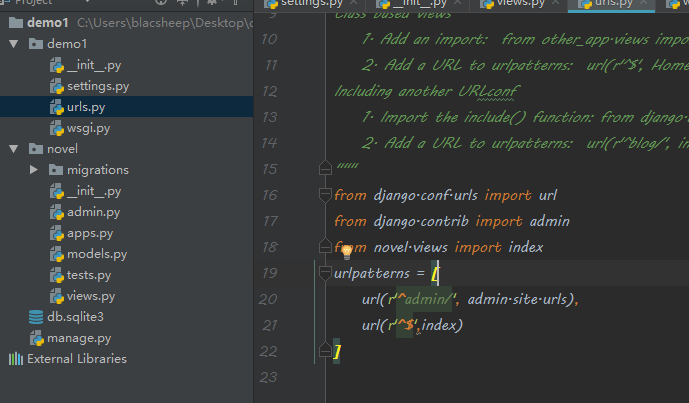 demo1 C:\Users\blacsheep\Desktop\
demo1
__init__.py
settings.py
urls.py
wsgi.py
novel
migrations
__init__.py
admin.py
apps.py
models.py
tests.py
views.py
db.sqlite3
manage.py
External Libraries
settings.py __init__.py views.py urls.py
9 Class based views
10 1. Add an import: from other_app.views impo
11 2. Add a URL to urlpatterns: url(r'^$', Home
12 Including another URLconf
13 1. Import the include() function: from django.
14 2. Add a URL to urlpatterns: url(r'^blog/', in
15 """
16 from django.conf.urls import url
17 from django.contrib import admin
18 from novel.views import index
19 urlpatterns = [
20 url(r'^admin/', admin.site.urls),
21 url(r'^$',index)
22 ]
23